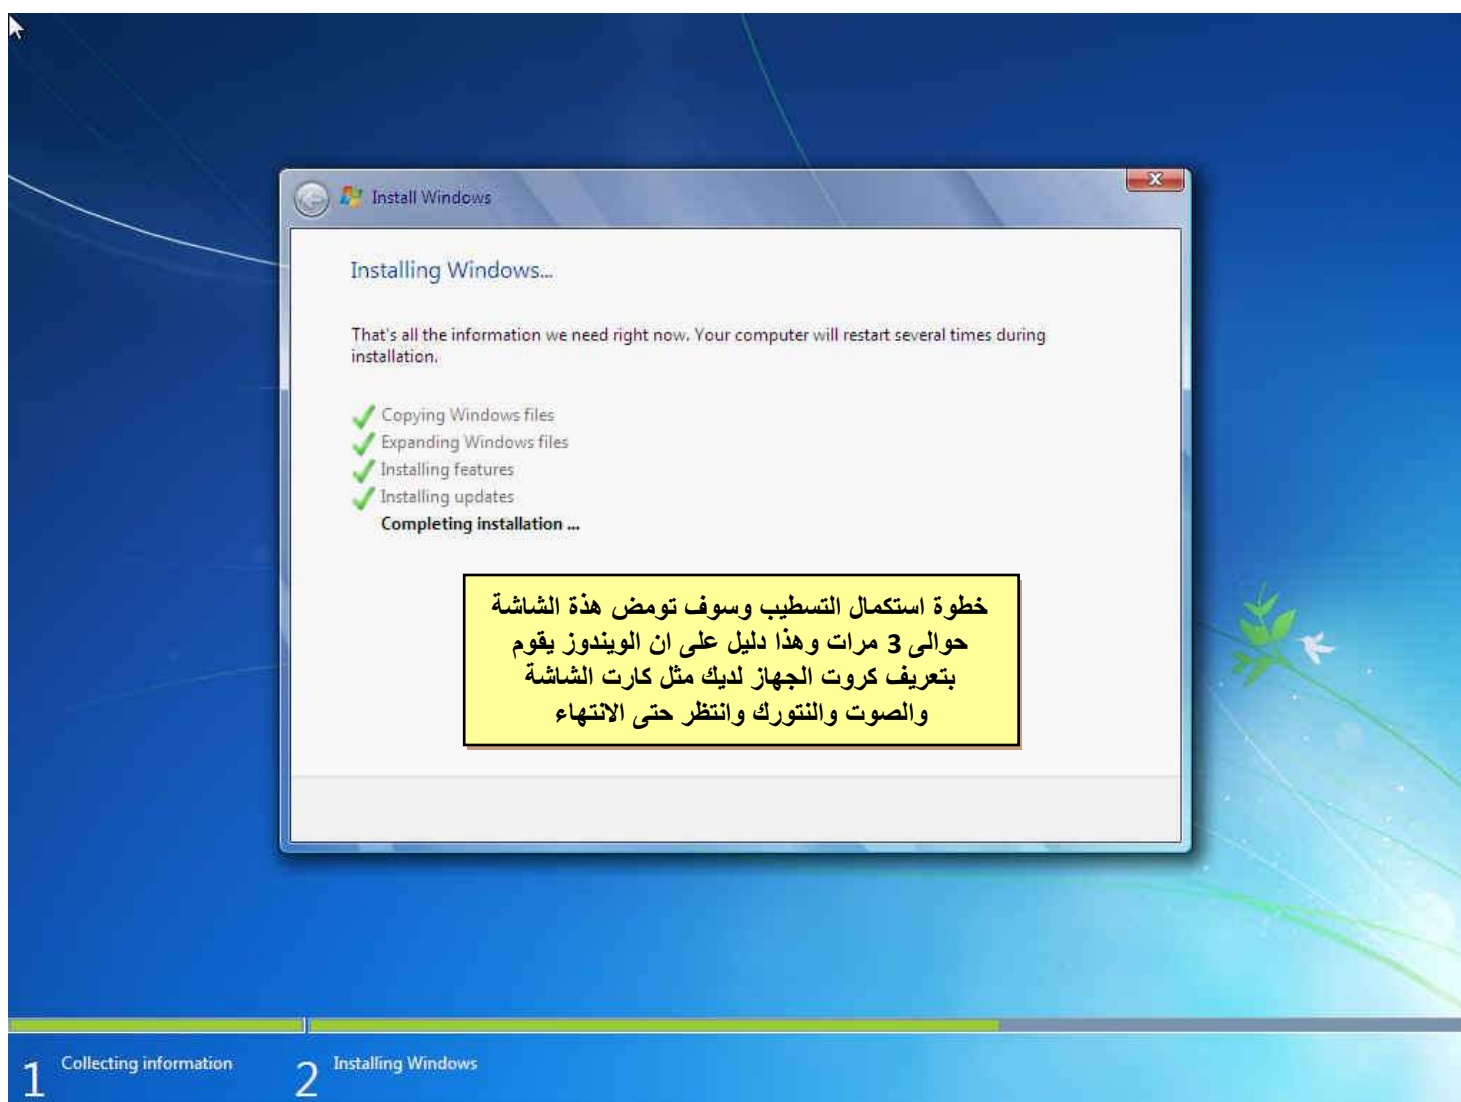 Install Windows
Installing Windows...
That's all the information we need right now. Your computer will restart several times during
installation.
Copying Windows files
Expanding Windows files
Installing features
Installing updates
Completing installation ...
خطوة استكمال التسطيب وسوف تومض هذة الشاشة
حوالى 3 مرات وهذا دليل على ان الويندوز يقوم
بتعريف كروت الجهاز لديك مثل كارت الشاشة
والصوت والنتورك وانتظر حتى الانتهاء
1 Collecting information
2 Installing Windows